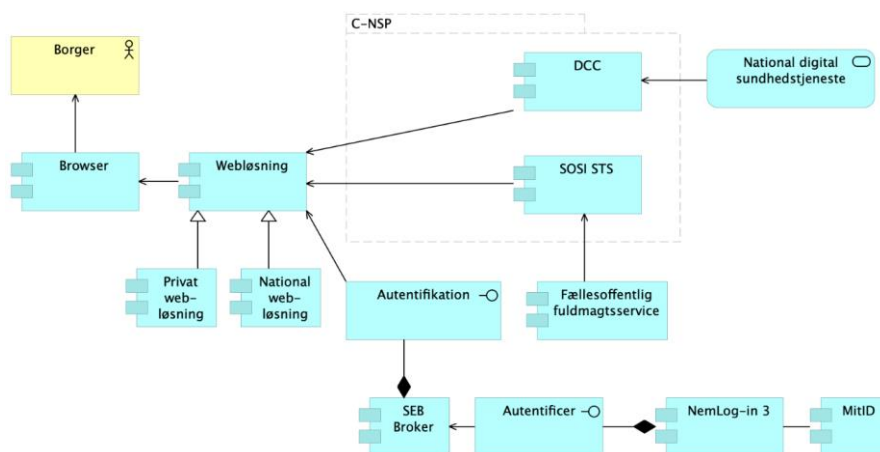 C-NSP
Borger
DCC
National digital
sundhedstjeneste
Browser
Webløsning
SOSI STS
Privat
web-
løsning
National
web-
løsning
Autentifikation
Fællesoffentlig
fuldmagtsservice
SEB
Broker
Autentificer
NemLog-in 3
MitID